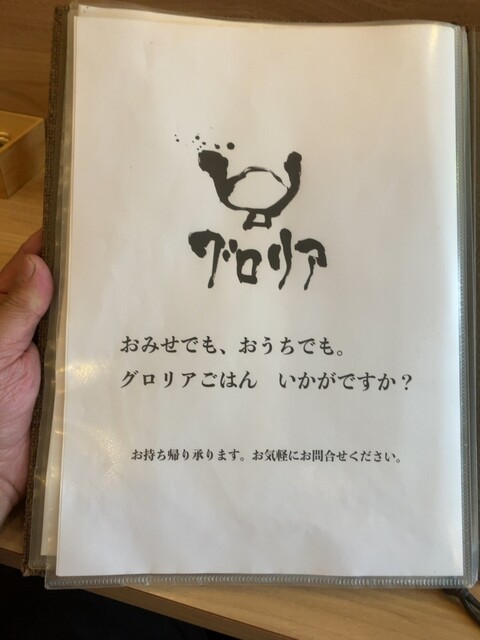 グロリア
おみせでも、おうちでも。
グロリアごはん　いかがですか？
お持ち帰り承ります。お気軽にお問合せください。